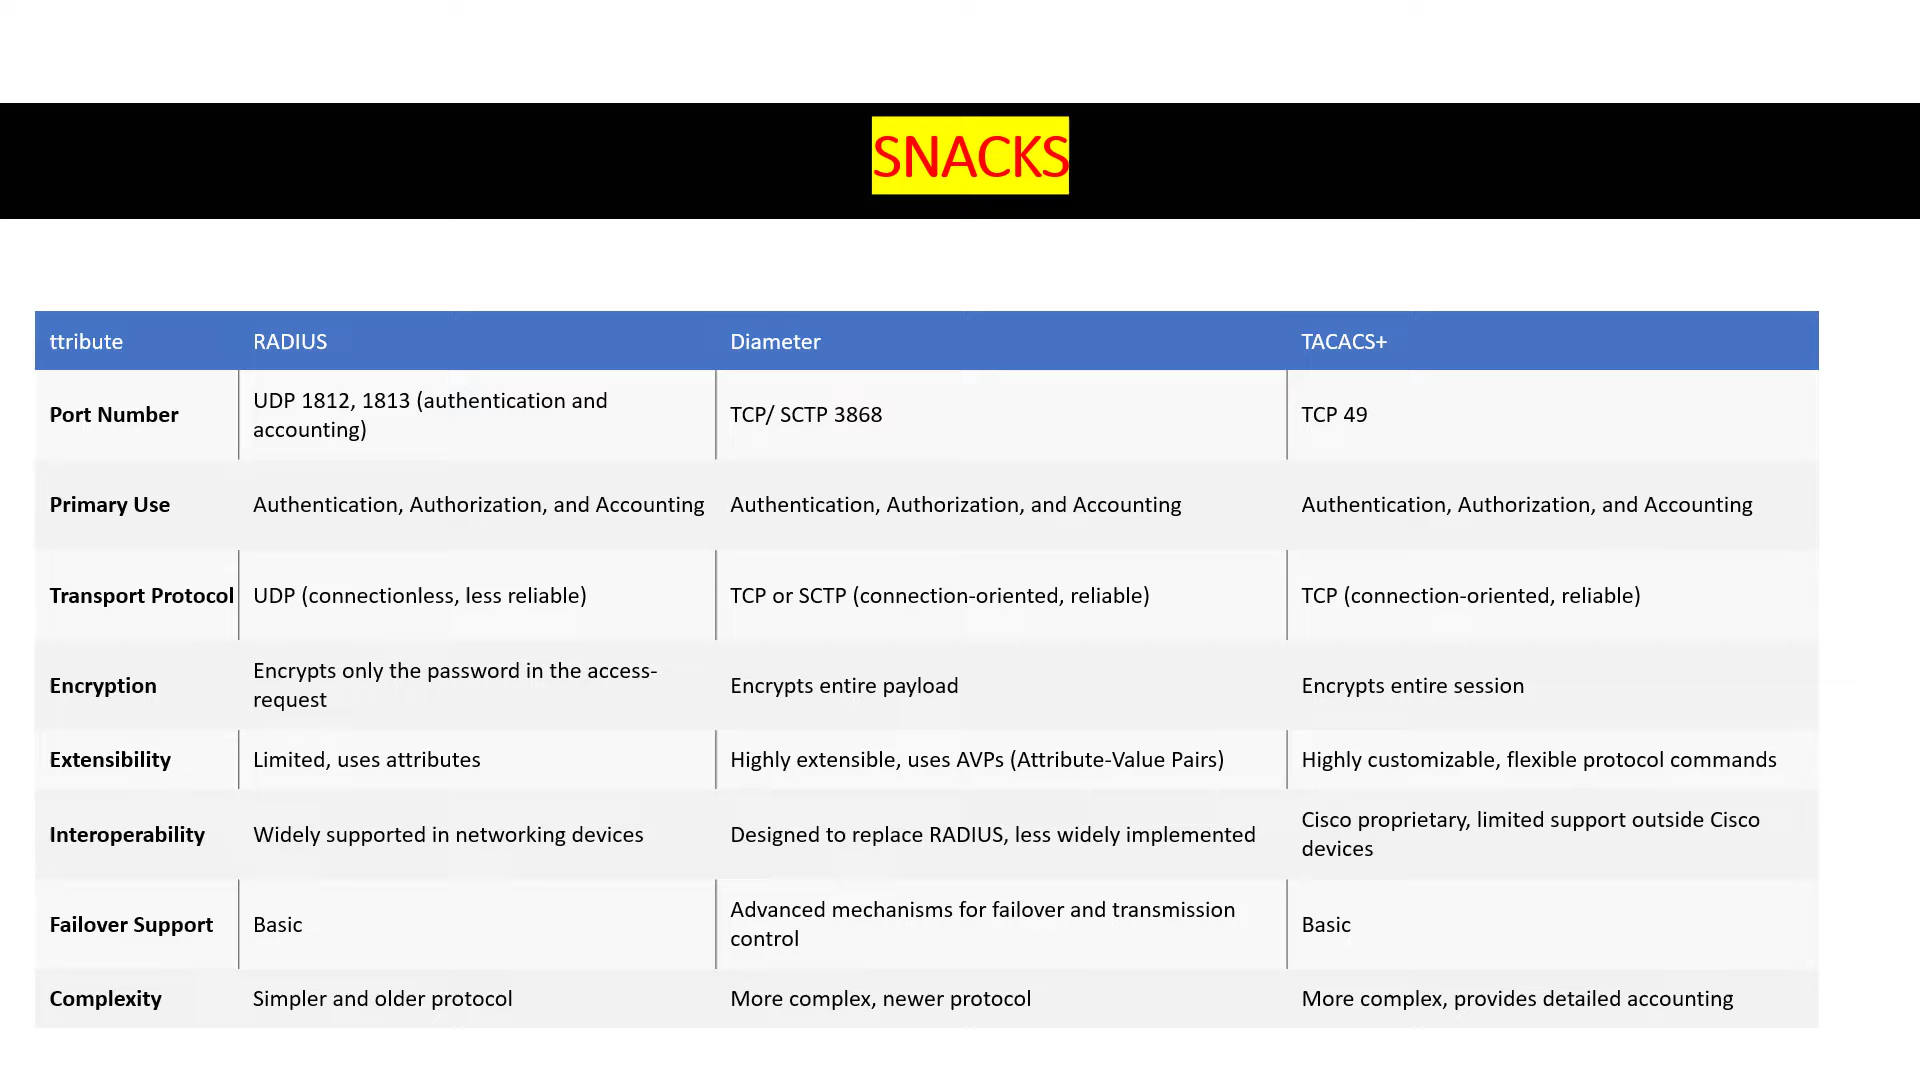 SNACKS
ttribute RADIUS Diameter TACACS+
Port Number UDP 1812, 1813 (authentication and accounting) TCP/ SCTP 3868 TCP 49
Primary Use Authentication, Authorization, and Accounting Authentication, Authorization, and Accounting Authentication, Authorization, and Accounting
Transport Protocol UDP (connectionless, less reliable) TCP or SCTP (connection-oriented, reliable) TCP (connection-oriented, reliable)
Encryption Encrypts only the password in the access-request Encrypts entire payload Encrypts entire session
Extensibility Limited, uses attributes Highly extensible, uses AVPs (Attribute-Value Pairs) Highly customizable, flexible protocol commands
Interoperability Widely supported in networking devices Designed to replace RADIUS, less widely implemented Cisco proprietary, limited support outside Cisco devices
Failover Support Basic Advanced mechanisms for failover and transmission control Basic
Complexity Simpler and older protocol More complex, newer protocol More complex, provides detailed accounting